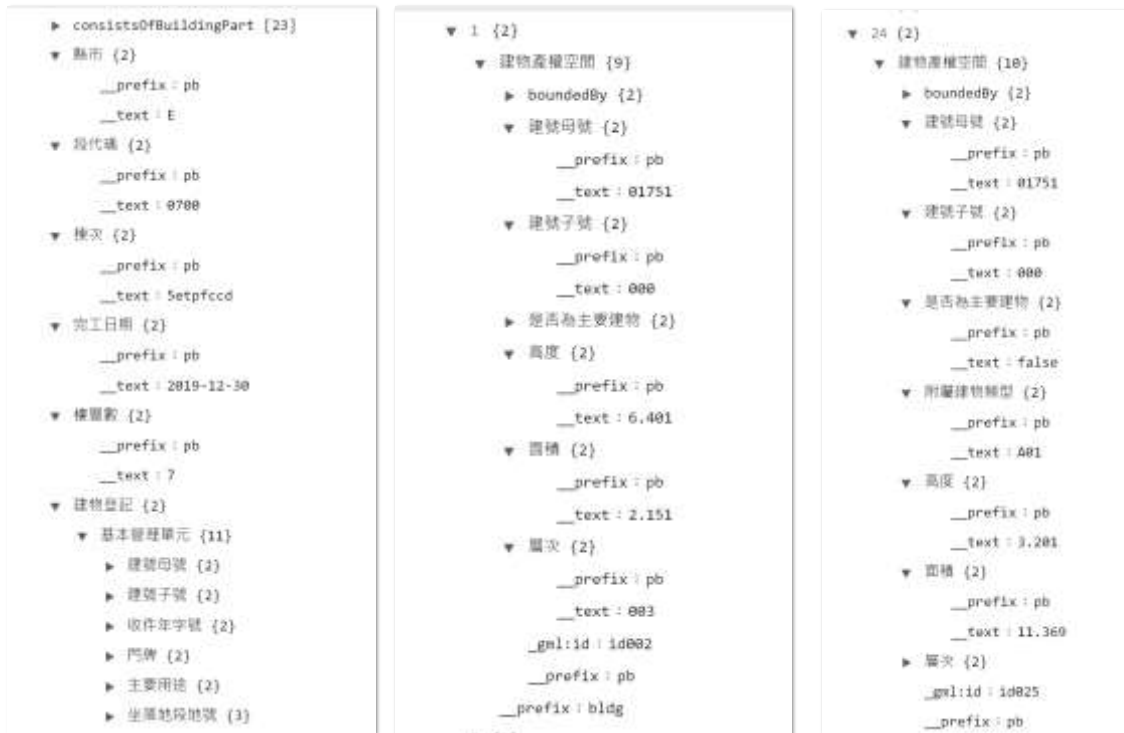 ▶ consistsOfBuildingPart [23]
▼ 縣市 {2}
__prefix : pb
__text : E
▼ 段代碼 {2}
__prefix : pb
__text : 0700
▼ 棟次 {2}
__prefix : pb
__text : 5etpfccd
▼ 完工日期 {2}
__prefix : pb
__text : 2019-12-30
▼ 樓層數 {2}
__prefix : pb
__text : 7
▼ 建物登記 {2}
▼ 基本管理單元 {11}
▶ 建號母號 {2}
▶ 建號子號 {2}
▶ 收件年字號 {2}
▶ 門牌 {2}
▶ 主要用途 {2}
▶ 坐落地段地號 {3}
▼ 1 {2}
▼ 建物產權空間 {9}
▶ boundedBy {2}
▼ 建號母號 {2}
__prefix : pb
__text : 01751
▼ 建號子號 {2}
__prefix : pb
__text : 000
▶ 是否為主要建物 {2}
▼ 高度 {2}
__prefix : pb
__text : 6.401
▼ 面積 {2}
__prefix : pb
__text : 2.151
▼ 層次 {2}
__prefix : pb
__text : 003
_gml:id : id002
__prefix : pb
__prefix : bldg
▼ 24 {2}
▼ 建物產權空間 {10}
▶ boundedBy {2}
▼ 建號母號 {2}
__prefix : pb
__text : 01751
▼ 建號子號 {2}
__prefix : pb
__text : 000
▼ 是否為主要建物 {2}
__prefix : pb
__text : false
▼ 附屬建物類型 {2}
__prefix : pb
__text : A01
▼ 高度 {2}
__prefix : pb
__text : 3.201
▼ 面積 {2}
__prefix : pb
__text : 11.369
▶ 層次 {2}
_gml:id : id025
__prefix : pb